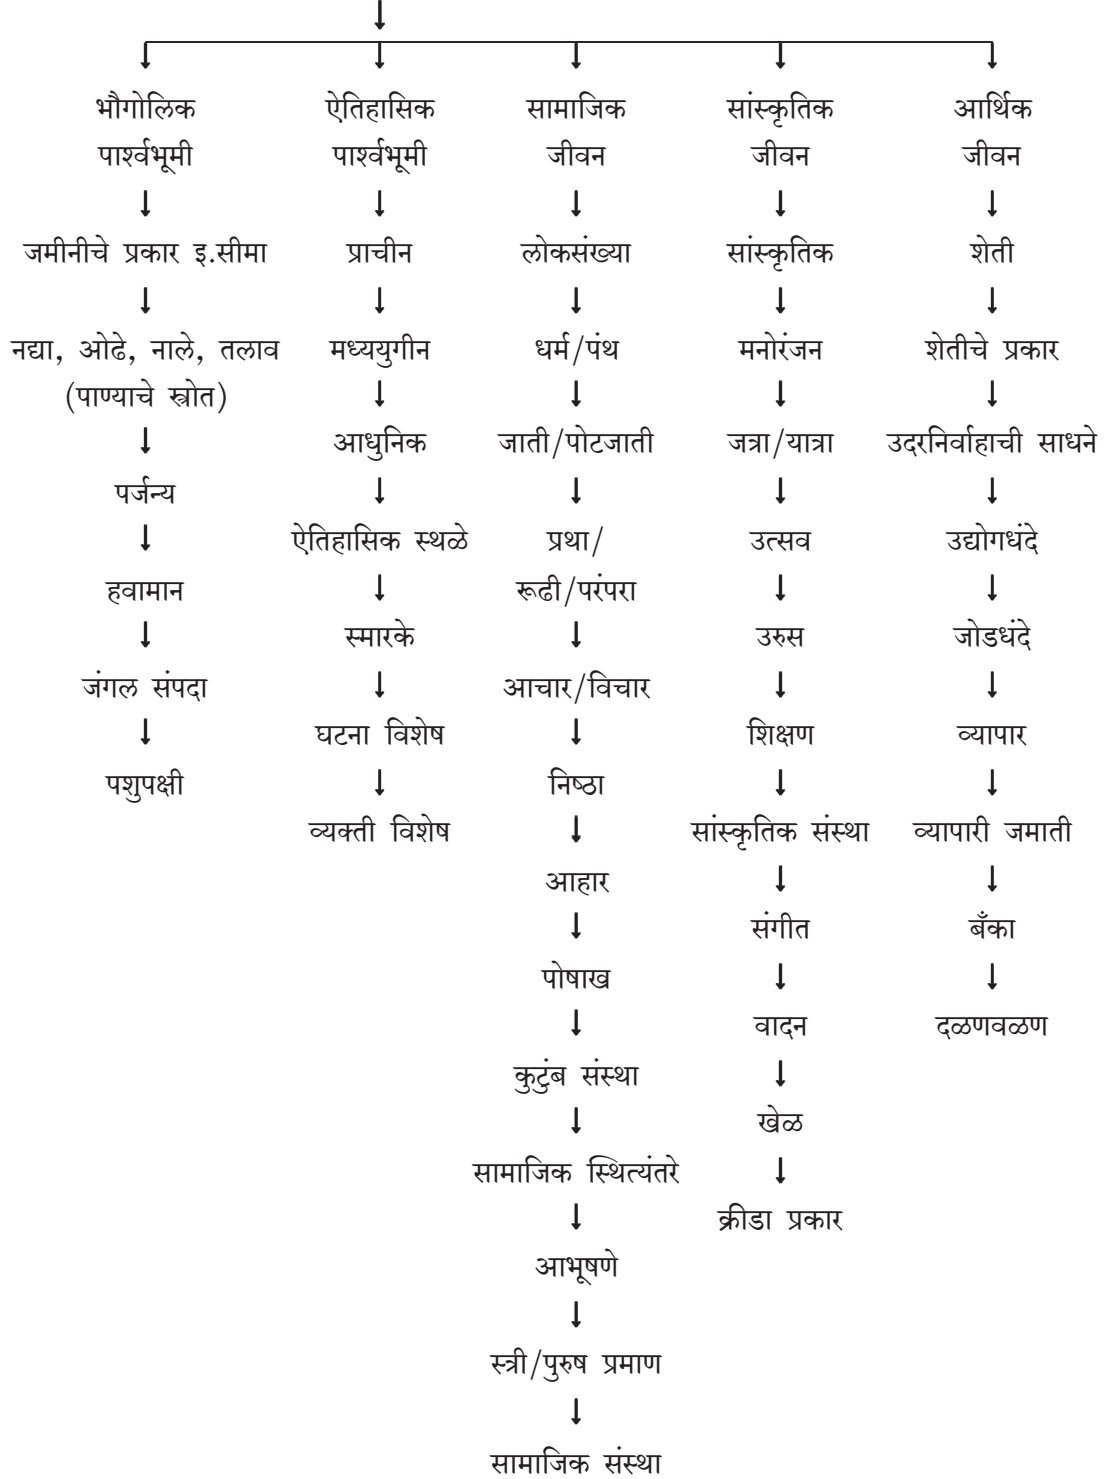 भौगोलिक
पार्श्वभूमी
जमीनीचे प्रकार इ.सीमा
नद्या, ओढे, नाले, तलाव
(पाण्याचे स्त्रोत)
पर्जन्य
हवामान
जंगल संपदा
पशुपक्षी
ऐतिहासिक
पार्श्वभूमी
प्राचीन
मध्ययुगीन
आधुनिक
ऐतिहासिक स्थळे
स्मारके
घटना विशेष
व्यक्ती विशेष
सामाजिक
जीवन
लोकसंख्या
धर्म/पंथ
जाती/पोटजाती
प्रथा/
रूढी/परंपरा
आचार/विचार
निष्ठा
आहार
पोषाख
कुटुंब संस्था
सामाजिक स्थित्यंतरे
आभूषणे
स्त्री/पुरुष प्रमाण
सामाजिक संस्था
सांस्कृतिक
जीवन
सांस्कृतिक
मनोरंजन
जत्रा/यात्रा
उत्सव
उरुस
शिक्षण
सांस्कृतिक संस्था
संगीत
वादन
खेळ
क्रीडा प्रकार
आर्थिक
जीवन
शेती
शेतीचे प्रकार
उदरनिर्वाहाची साधने
उद्योगधंदे
जोडधंदे
व्यापार
व्यापारी जमाती
बँका
दळणवळण